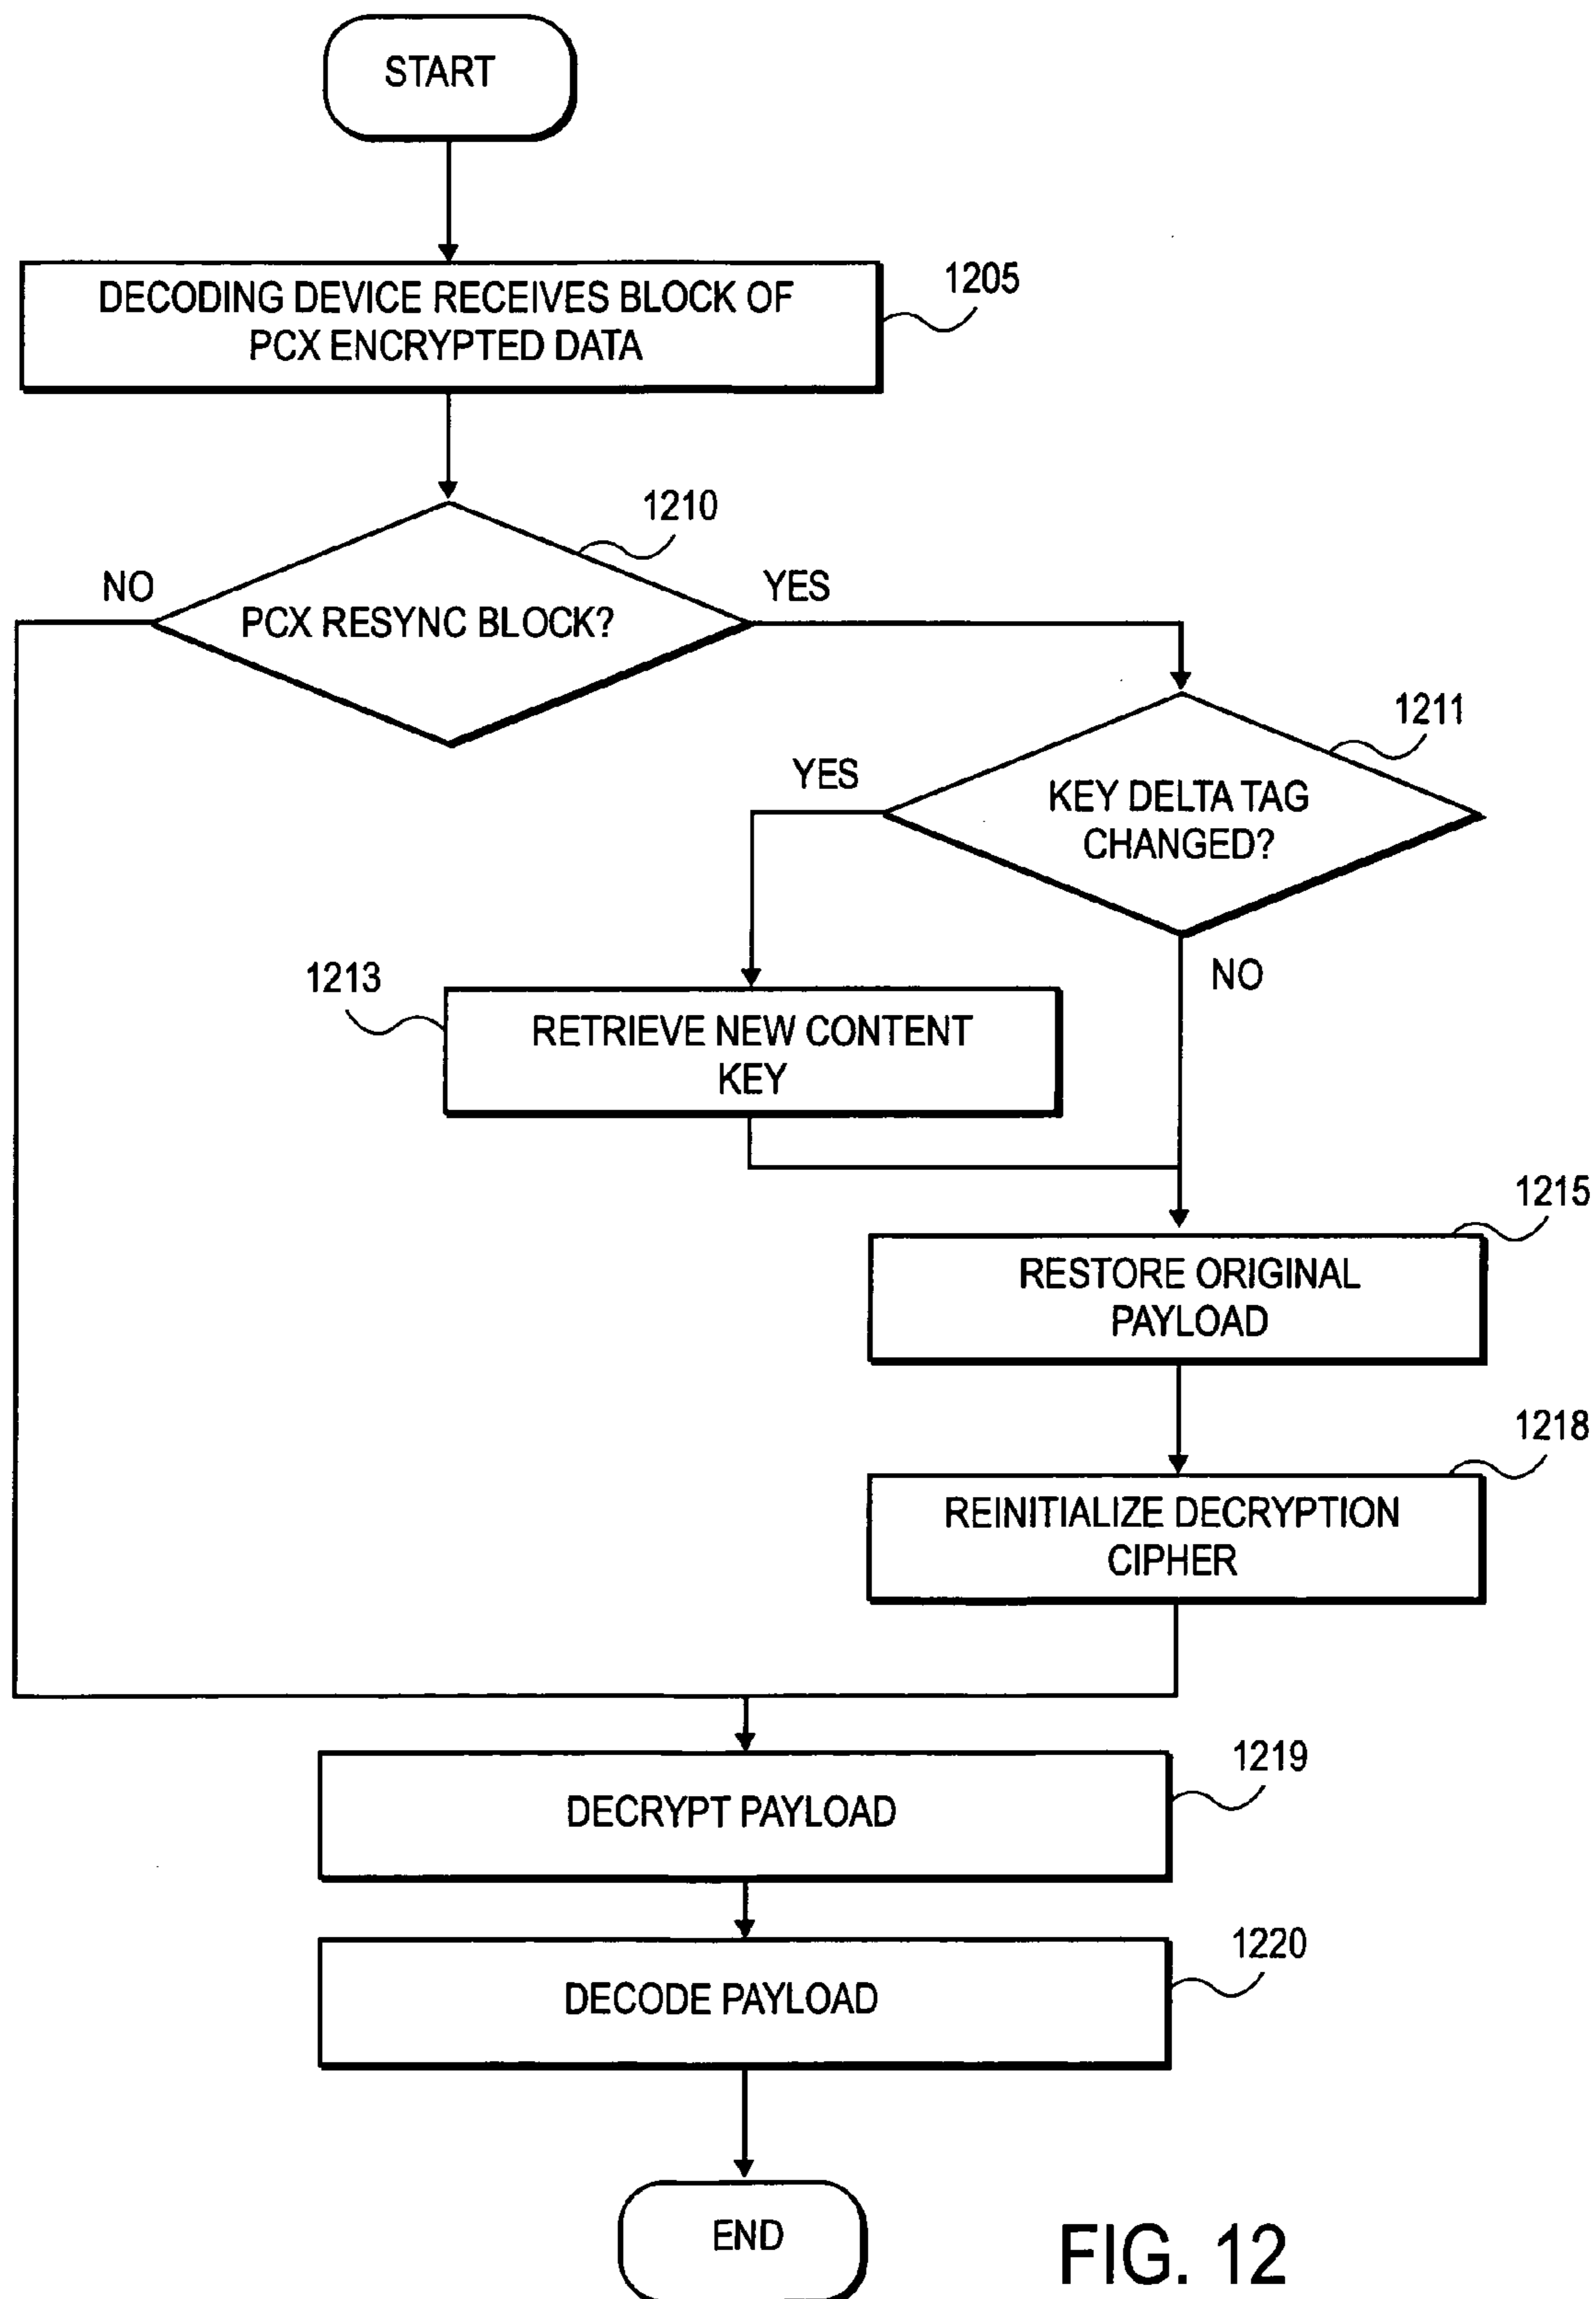 START
DECODING DEVICE RECEIVES BLOCK OF
PCX ENCRYPTED DATA
1205
1210
NO
YES
PCX RESYNC BLOCK?
1211
YES
KEY DELTA TAG
CHANGED?
NO
1213
RETRIEVE NEW CONTENT
KEY
1215
RESTORE ORIGINAL
PAYLOAD
1218
REINITIALIZE DECRYPTION
CIPHER
1219
DECRYPT PAYLOAD
1220
DECODE PAYLOAD
END
FIG. 12